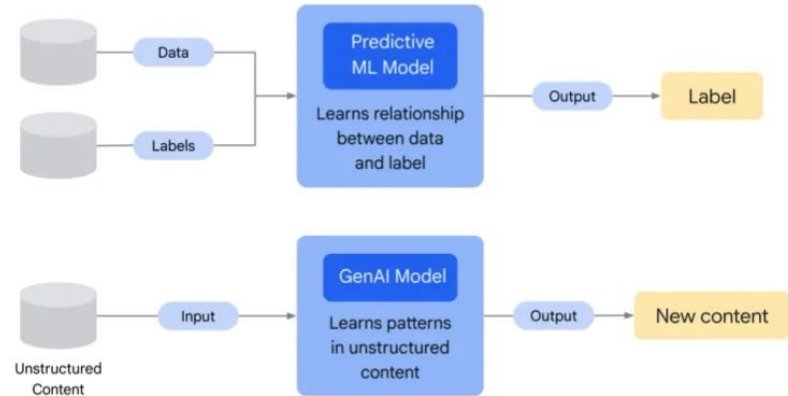 Data
Labels
Predictive
ML Model
Learns relationship
between data
and label
Output
Label
Unstructured
Content
Input
GenAI Model
Learns patterns
in unstructured
content
Output
New content